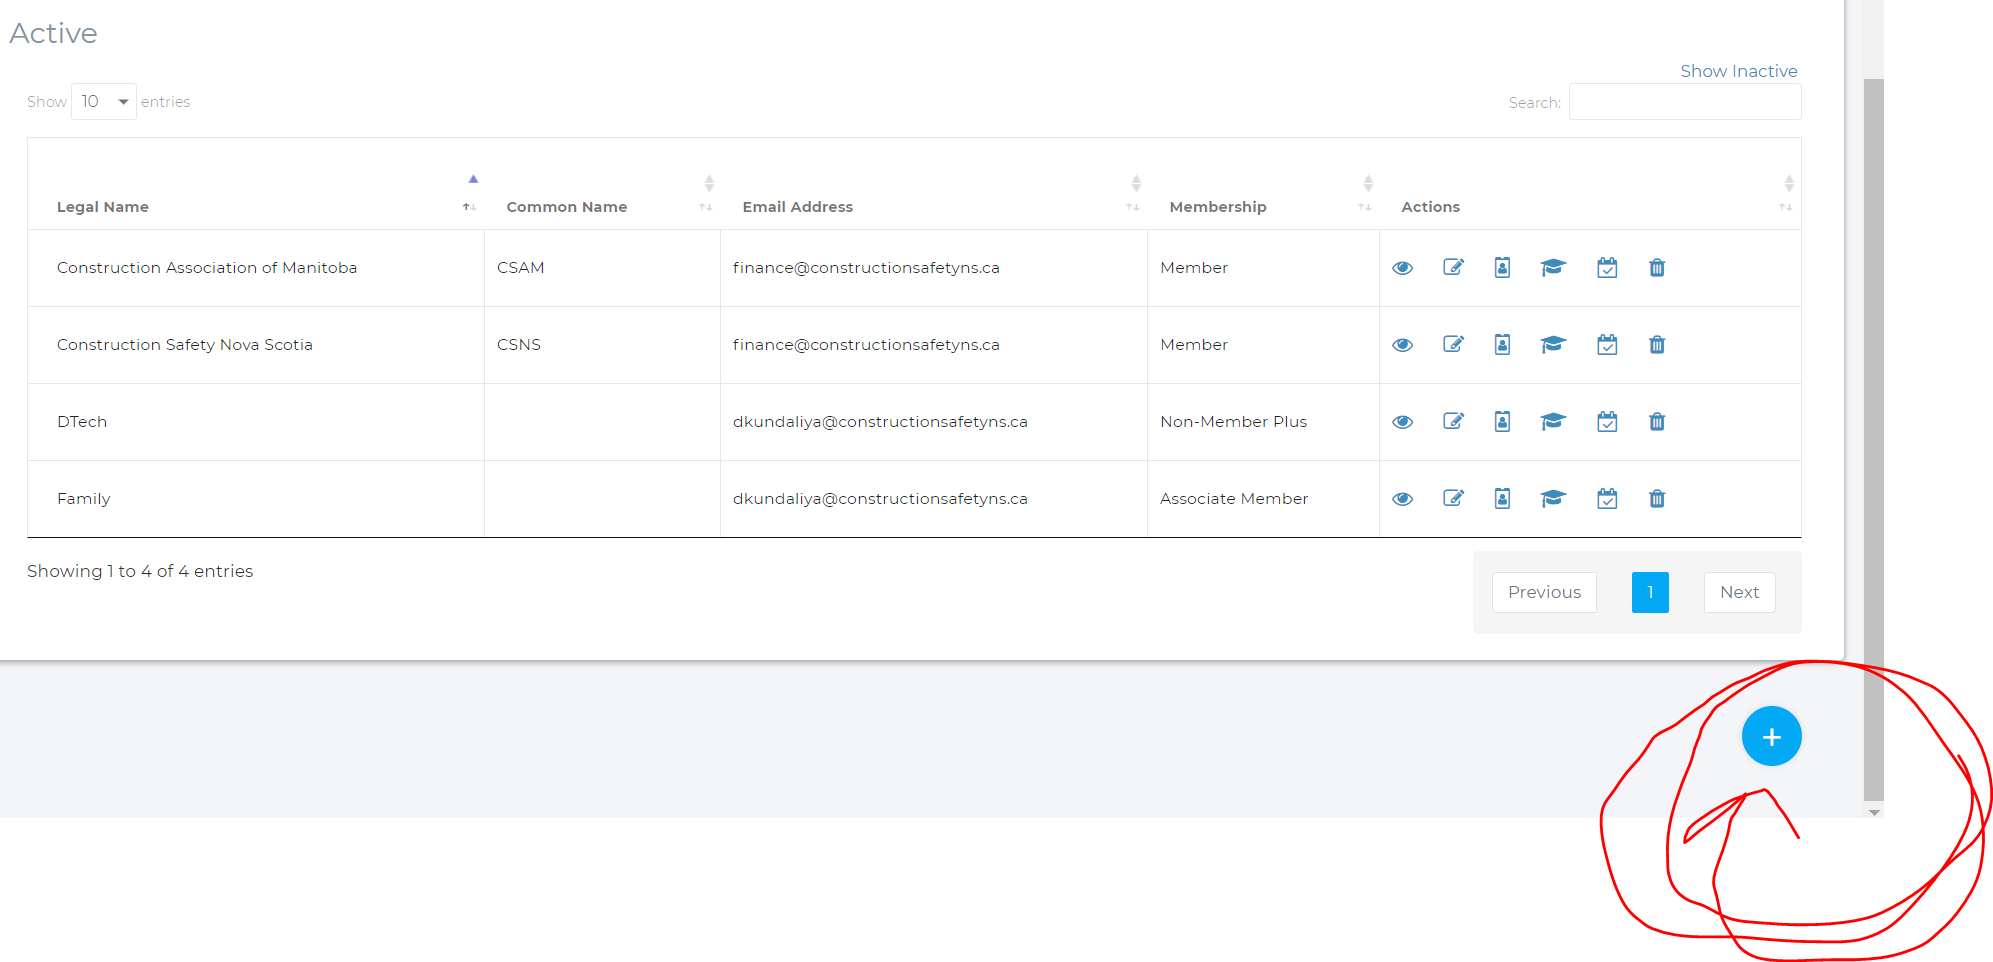 Active
Show Inactive
Show 10 entries Search:
Legal Name Common Name Email Address Membership Actions
Construction Association of Manitoba CSAM finance@constructionsafetyns.ca Member
Construction Safety Nova Scotia CSNS finance@constructionsafetyns.ca Member
DTech dkundaliya@constructionsafetyns.ca Non-Member Plus
Family dkundaliya@constructionsafetyns.ca Associate Member
Showing 1 to 4 of 4 entries
Previous 1 Next
+